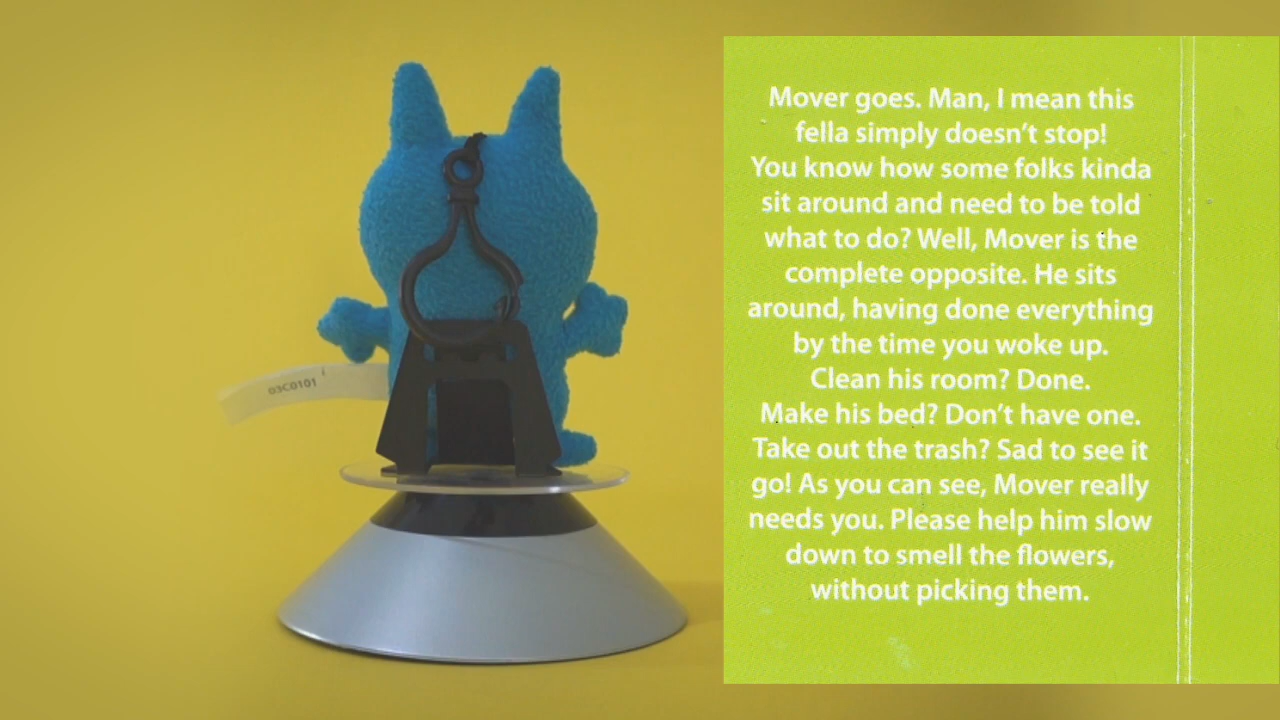 03C0101
Mover goes. Man, I mean this
fella simply doesn't stop!
You know how some folks kinda
sit around and need to be told
what to do? Well, Mover is the
complete opposite. He sits
around, having done everything
by the time you woke up.
Clean his room? Done.
Make his bed? Don't have one.
Take out the trash? Sad to see it
go! As you can see, Mover really
needs you. Please help him slow
down to smell the flowers,
without picking them.